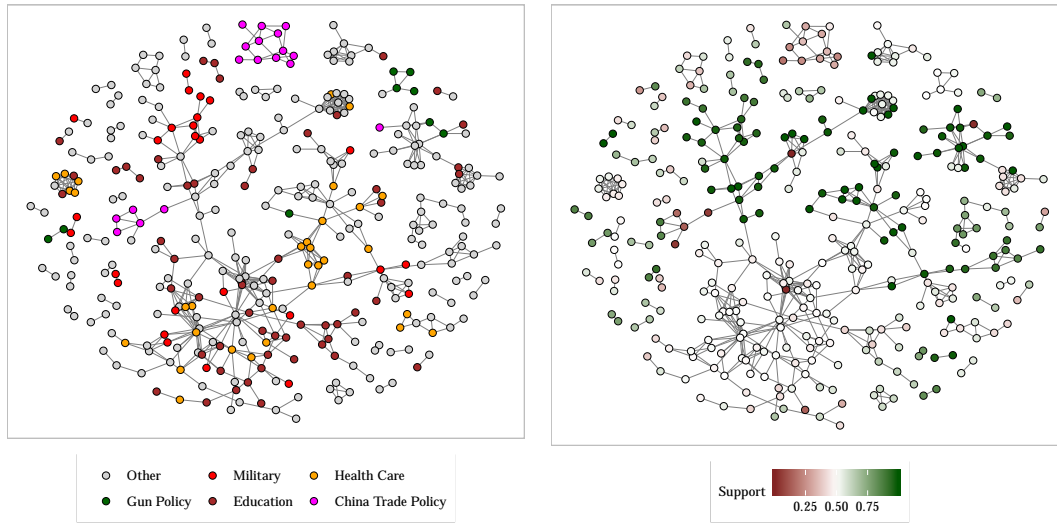 Other Military Health Care
Gun Policy Education China Trade Policy
Support
0.25 0.50 0.75